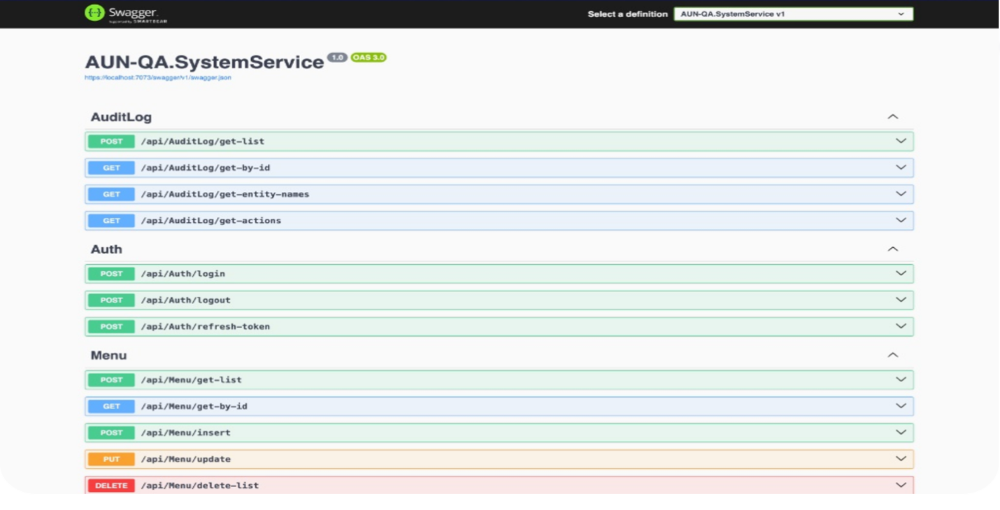 Swagger.
Supported by SMARTBEAR
Select a definition AUN-QA.SystemService v1
AUN-QA.SystemService 1.0 OAS 3.0
https://localhost:7073/swagger/v1/swagger.json
AuditLog
POST /api/AuditLog/get-list
GET /api/AuditLog/get-by-id
GET /api/AuditLog/get-entity-names
GET /api/AuditLog/get-actions
Auth
POST /api/Auth/login
POST /api/Auth/logout
POST /api/Auth/refresh-token
Menu
POST /api/Menu/get-list
GET /api/Menu/get-by-id
POST /api/Menu/insert
PUT /api/Menu/update
DELETE /api/Menu/delete-list